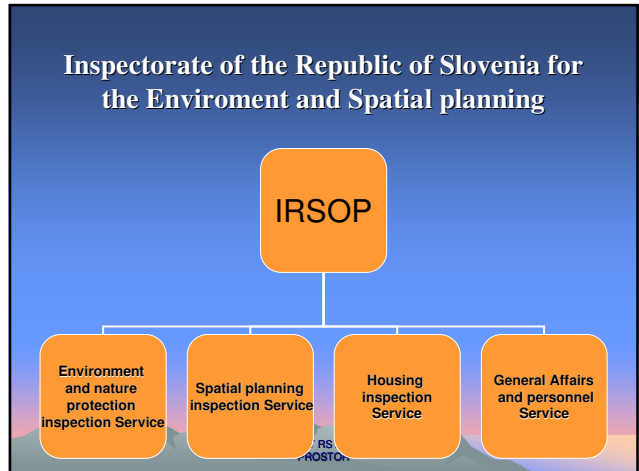 Inspectorate of the Republic of Slovenia for
the Enviroment and Spatial planning
IRSOP
Environment
and nature
protection
inspection Service
Spatial planning
inspection Service
Housing
inspection
Service
General Affairs
and personnel
Service
RS
PROSTOR